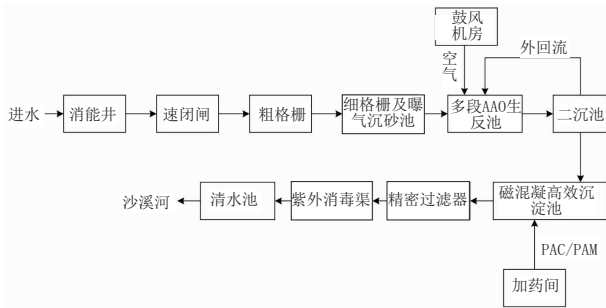 鼓风
机房
外回流
空
气
进水
消能井
速闭闸
粗格栅
细格栅及曝
气沉砂池
多段AAO生
反池
二沉池
沙溪河
清水池
紫外消毒渠
精密过滤器
磁混凝高效沉
淀池
PAC/PAM
加药间